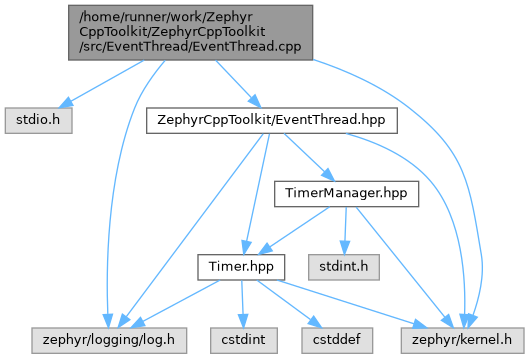 /home/runner/work/Zephyr
CppToolkit/ZephyrCppToolkit
/src/EventThread/EventThread.cpp
stdio.h
ZephyrCppToolkit/EventThread.hpp
TimerManager.hpp
Timer.hpp
stdint.h
zephyr/logging/log.h
cstdint
cstddef
zephyr/kernel.h